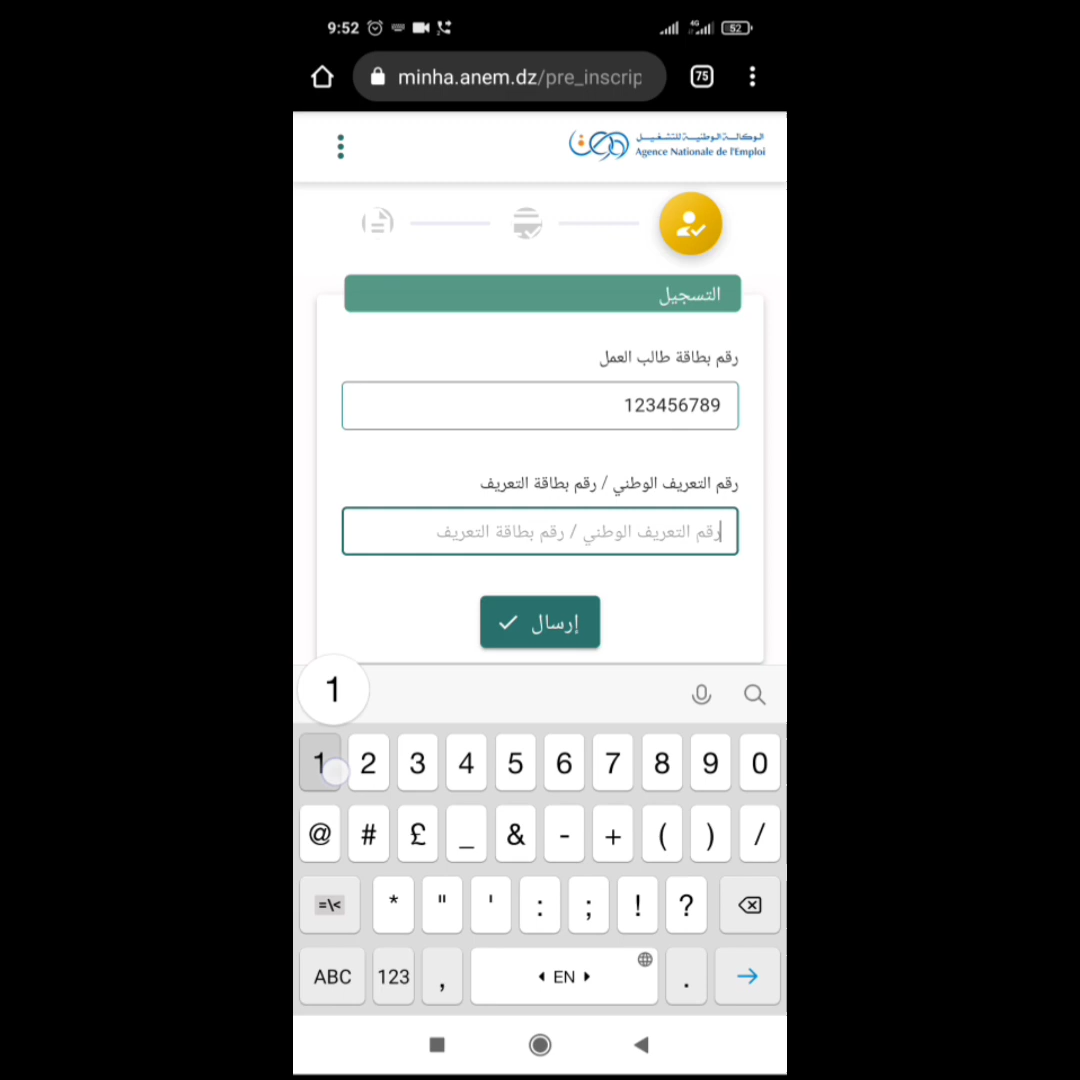 9:52
4G
52
minha.anem.dz/pre_inscrip
75
الوكالة الوطنية للتشغيل
Agence Nationale de l'Emploi
التسجيل
رقم بطاقة طالب العمل
123456789
رقم التعريف الوطني / رقم بطاقة التعريف
رقم التعريف الوطني / رقم بطاقة التعريف
إرسال
1
1 2 3 4 5 6 7 8 9 0
@ # £ _ & - + ( ) /
=\< * " ' : ; ! ?
ABC 123 , EN .